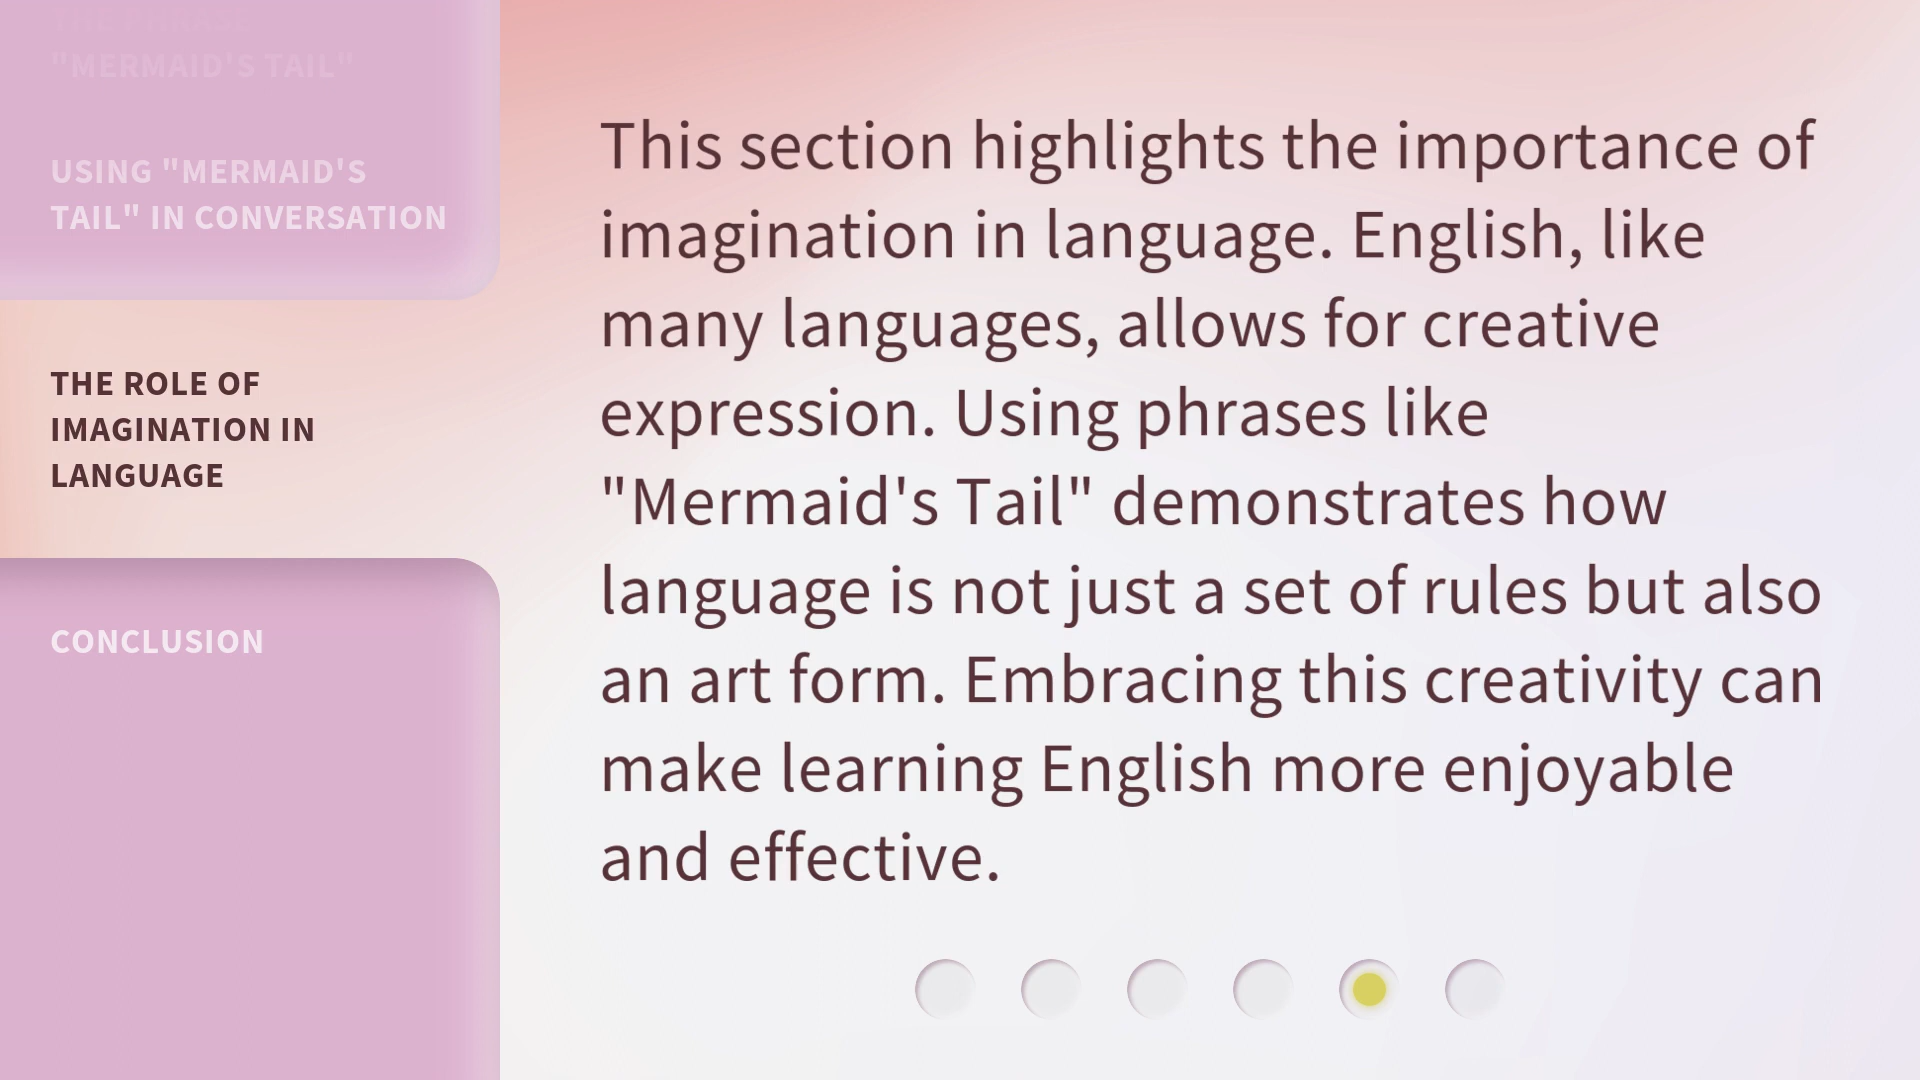 THE PHRASE
"MERMAID'S TAIL"
USING "MERMAID'S
TAIL" IN CONVERSATION
THE ROLE OF
IMAGINATION IN
LANGUAGE
CONCLUSION
This section highlights the importance of
imagination in language. English, like
many languages, allows for creative
expression. Using phrases like
"Mermaid's Tail" demonstrates how
language is not just a set of rules but also
an art form. Embracing this creativity can
make learning English more enjoyable
and effective.